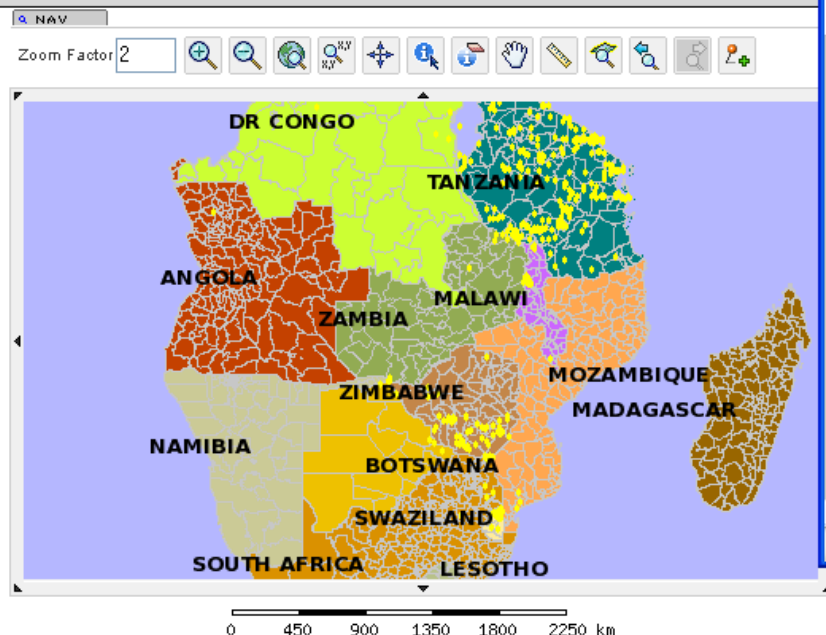 NAV
Zoom Factor 2
x,y
x,y
DR CONGO
TANZANIA
ANGOLA
MALAWI
ZAMBIA
MOZAMBIQUE
ZIMBABWE
MADAGASCAR
NAMIBIA
BOTSWANA
SWAZILAND
SOUTH AFRICA
LESOTHO
0 450 900 1350 1800 2250 km